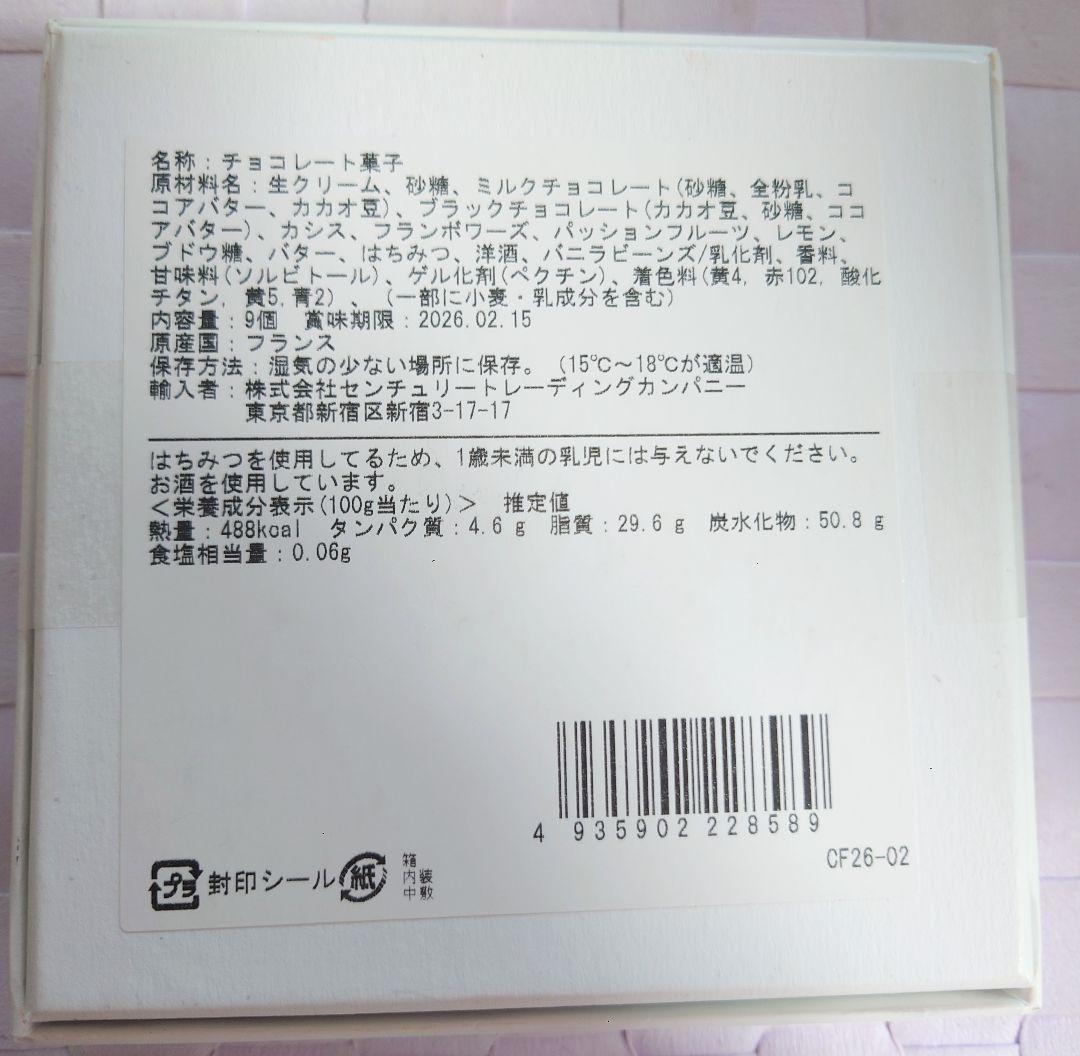 名称：チョコレート菓子
原材料名：生クリーム、砂糖、ミルクチョコレート(砂糖、全粉乳、コ
コアバター、カカオ豆)、ブラックチョコレート(カカオ豆、砂糖、ココ
アバター)、カシス、フランボワーズ、パッションフルーツ、レモン、
ブドウ糖、バター、はちみつ、洋酒、バニラビーンズ/乳化剤、香料、
甘味料(ソルビトール)、ゲル化剤(ペクチン)、着色料(黄4, 赤102, 酸化
チタン, 黄5,青2) 、（一部に小麦・乳成分を含む）
内容量：9個　賞味期限：2026.02.15
原産国：フランス
保存方法：湿気の少ない場所に保存。（15℃〜18℃が適温）
輸入者：株式会社センチュリートレーディングカンパニー
東京都新宿区新宿3-17-17
はちみつを使用してるため、1歳未満の乳児には与えないでください。
お酒を使用しています。
＜栄養成分表示(100g当たり)＞　推定値
熱量：488kcal　タンパク質：4.6 g　脂質：29.6 g　炭水化物：50.8 g
食塩相当量：0.06g
4 935902 228589
CF26-02
プラ 封印シール 紙 箱 内装 中敷